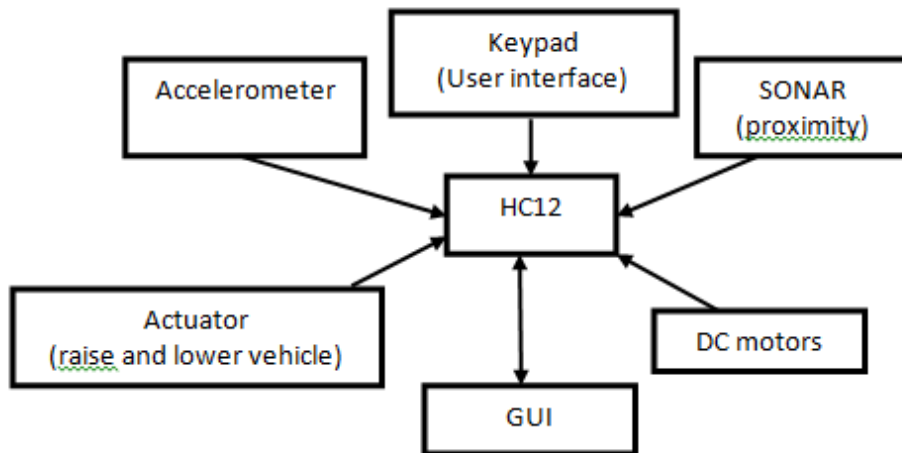 Keypad
(User interface)
Accelerometer
SONAR
(proximity)
HC12
Actuator
(raise and lower vehicle)
DC motors
GUI